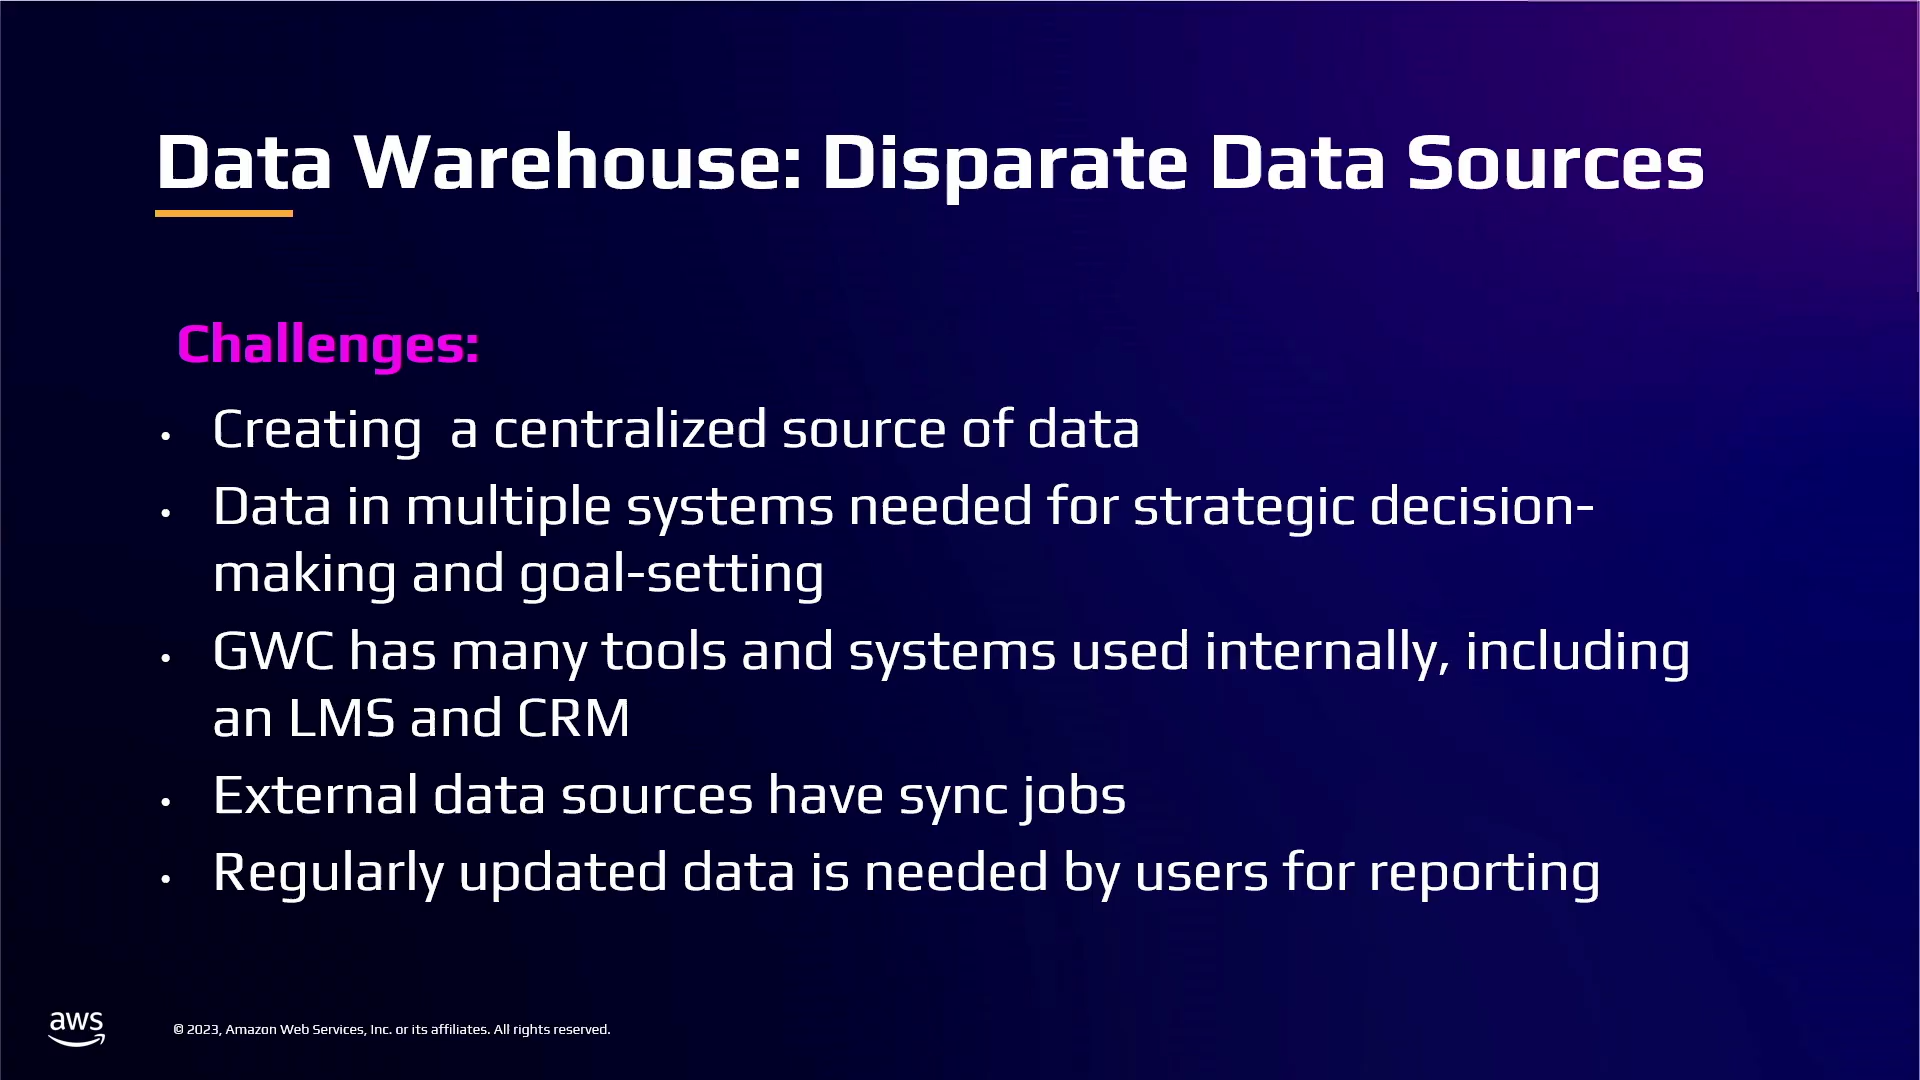 Data Warehouse: Disparate Data Sources
Challenges:
• Creating  a centralized source of data
• Data in multiple systems needed for strategic decision-
making and goal-setting
• GWC has many tools and systems used internally, including
an LMS and CRM
• External data sources have sync jobs
• Regularly updated data is needed by users for reporting
aws
© 2023, Amazon Web Services, Inc. or its affiliates. All rights reserved.